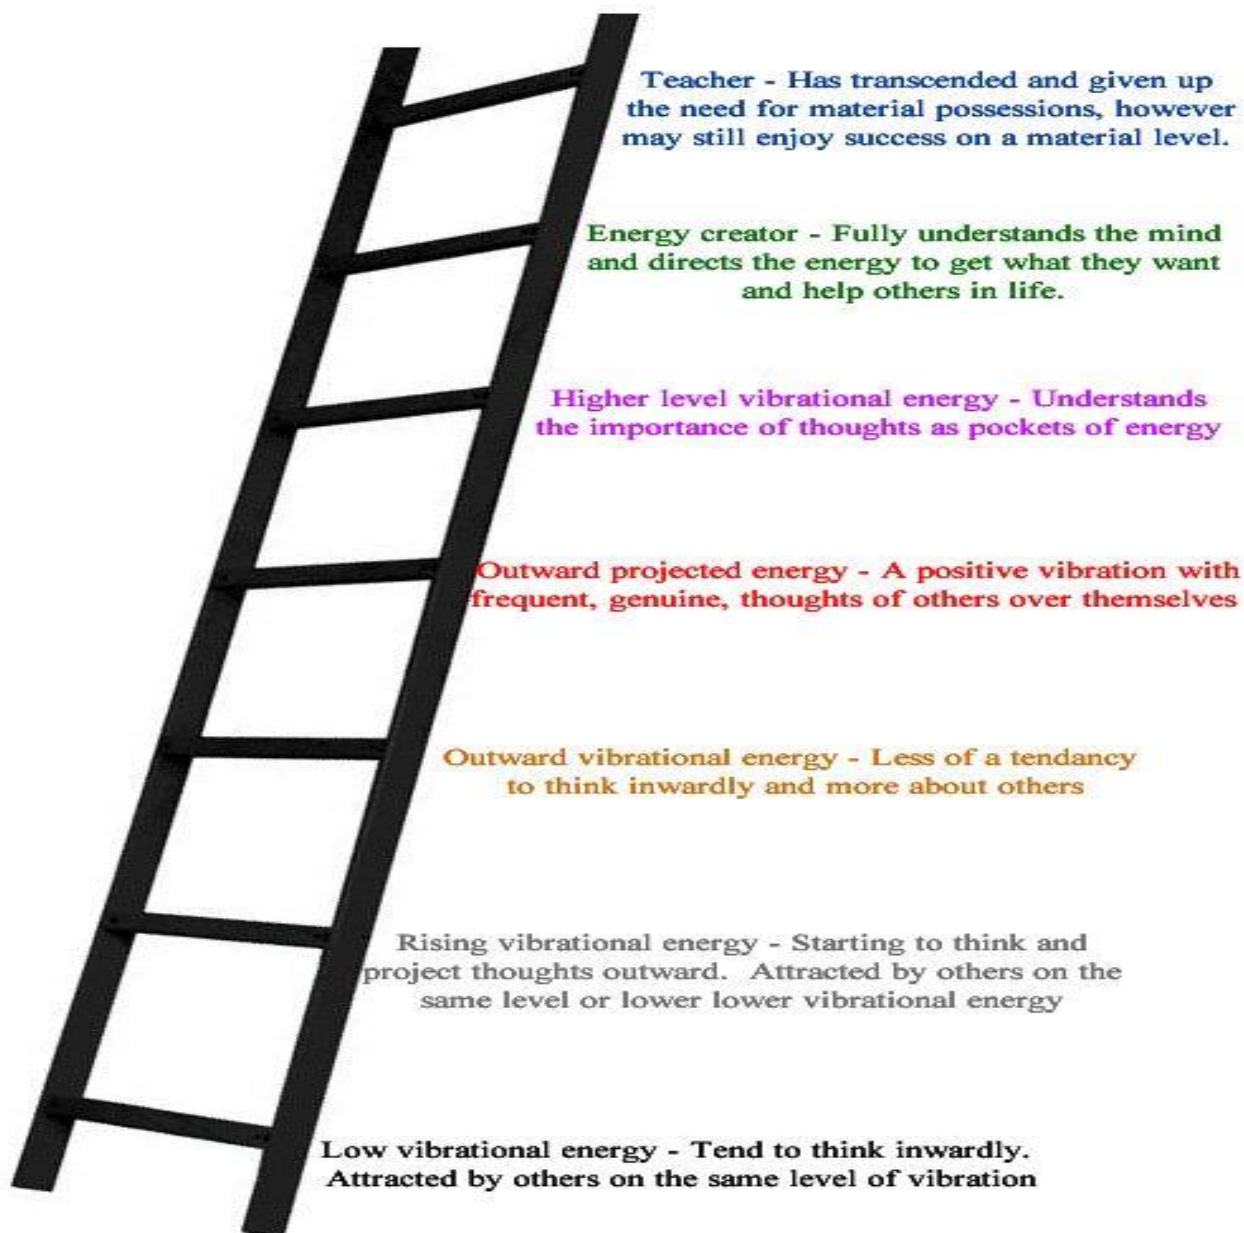 Teacher - Has transcended and given up
the need for material possessions, however
may still enjoy success on a material level.
Energy creator - Fully understands the mind
and directs the energy to get what they want
and help others in life.
Higher level vibrational energy - Understands
the importance of thoughts as pockets of energy
Outward projected energy - A positive vibration with
frequent, genuine, thoughts of others over themselves
Outward vibrational energy - Less of a tendancy
to think inwardly and more about others
Rising vibrational energy - Starting to think and
project thoughts outward.  Attracted by others on the
same level or lower lower vibrational energy
Low vibrational energy - Tend to think inwardly.
Attracted by others on the same level of vibration